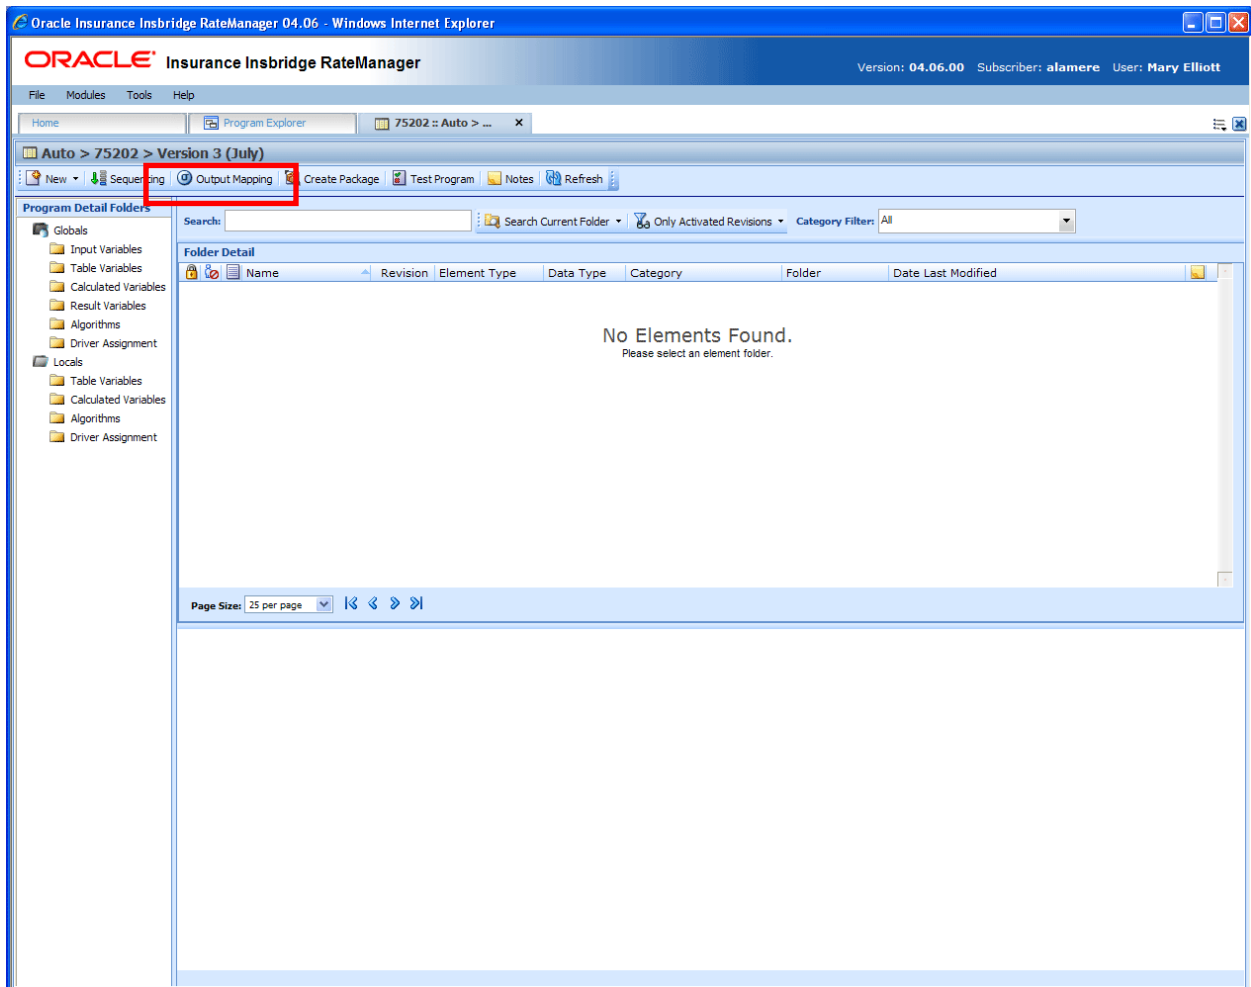 Oracle Insurance Insbridge RateManager 04.06 - Windows Internet Explorer
ORACLE Insurance Insbridge RateManager
Version: 04.06.00 Subscriber: alamere User: Mary Elliott
File Modules Tools Help
Home Program Explorer 75202 :: Auto > ... x
Auto > 75202 > Version 3 (July)
New Sequencing Output Mapping Create Package Test Program Notes Refresh
Program Detail Folders
Globals
Input Variables
Table Variables
Calculated Variables
Result Variables
Algorithms
Driver Assignment
Locals
Table Variables
Calculated Variables
Algorithms
Driver Assignment
Search: Search Current Folder Only Activated Revisions Category Filter: All
Folder Detail
Name Revision Element Type Data Type Category Folder Date Last Modified
No Elements Found.
Please select an element folder.
Page Size: 25 per page